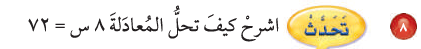 ٨ تَحَدَّثْ اشرحْ كيفَ تحلُّ المُعادَلةَ ٨ س = ٧٢